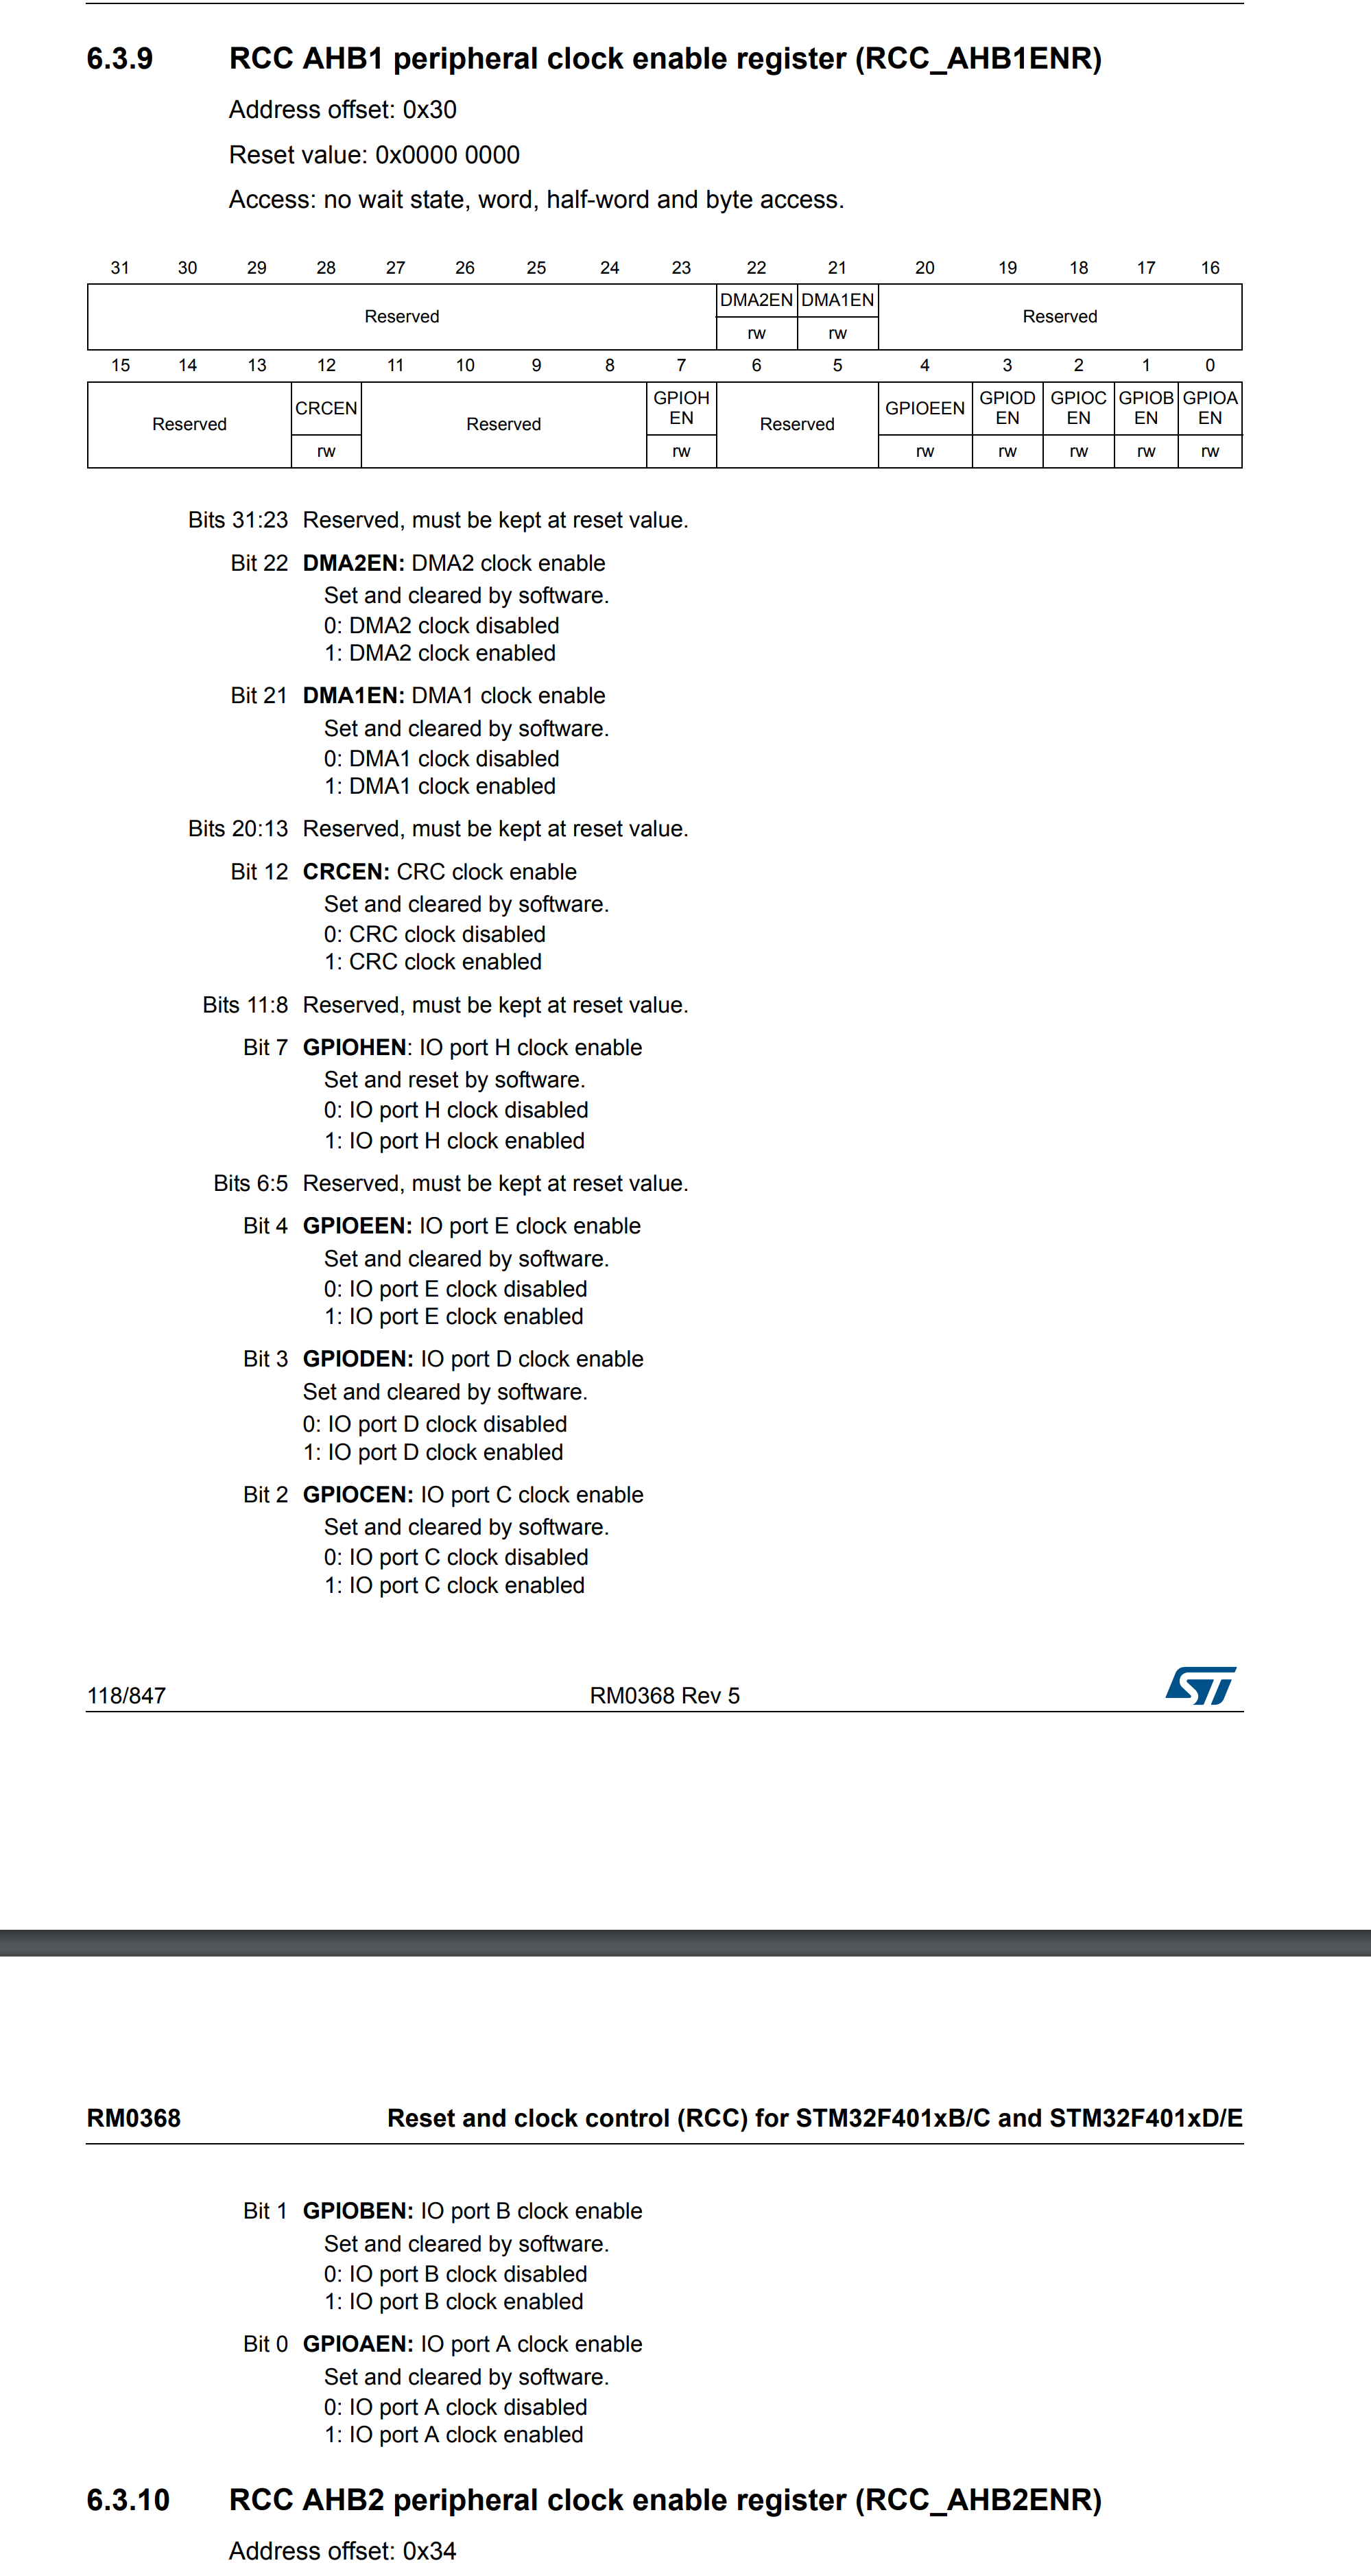 6.3.9 RCC AHB1 peripheral clock enable register (RCC_AHB1ENR)
Address offset: 0x30
Reset value: 0x0000 0000
Access: no wait state, word, half-word and byte access.
31 30 29 28 27 26 25 24 23 22 21 20 19 18 17 16
Reserved DMA2EN DMA1EN Reserved
rw rw
15 14 13 12 11 10 9 8 7 6 5 4 3 2 1 0
Reserved CRCEN Reserved GPIOH EN Reserved GPIOEEN GPIOD EN GPIOC EN GPIOB EN GPIOA EN
rw rw rw rw rw rw rw
Bits 31:23 Reserved, must be kept at reset value.
Bit 22 DMA2EN: DMA2 clock enable
Set and cleared by software.
0: DMA2 clock disabled
1: DMA2 clock enabled
Bit 21 DMA1EN: DMA1 clock enable
Set and cleared by software.
0: DMA1 clock disabled
1: DMA1 clock enabled
Bits 20:13 Reserved, must be kept at reset value.
Bit 12 CRCEN: CRC clock enable
Set and cleared by software.
0: CRC clock disabled
1: CRC clock enabled
Bits 11:8 Reserved, must be kept at reset value.
Bit 7 GPIOHEN: IO port H clock enable
Set and reset by software.
0: IO port H clock disabled
1: IO port H clock enabled
Bits 6:5 Reserved, must be kept at reset value.
Bit 4 GPIOEEN: IO port E clock enable
Set and cleared by software.
0: IO port E clock disabled
1: IO port E clock enabled
Bit 3 GPIODEN: IO port D clock enable
Set and cleared by software.
0: IO port D clock disabled
1: IO port D clock enabled
Bit 2 GPIOCEN: IO port C clock enable
Set and cleared by software.
0: IO port C clock disabled
1: IO port C clock enabled
118/847 RM0368 Rev 5 ST
RM0368 Reset and clock control (RCC) for STM32F401xB/C and STM32F401xD/E
Bit 1 GPIOBEN: IO port B clock enable
Set and cleared by software.
0: IO port B clock disabled
1: IO port B clock enabled
Bit 0 GPIOAEN: IO port A clock enable
Set and cleared by software.
0: IO port A clock disabled
1: IO port A clock enabled
6.3.10 RCC AHB2 peripheral clock enable register (RCC_AHB2ENR)
Address offset: 0x34